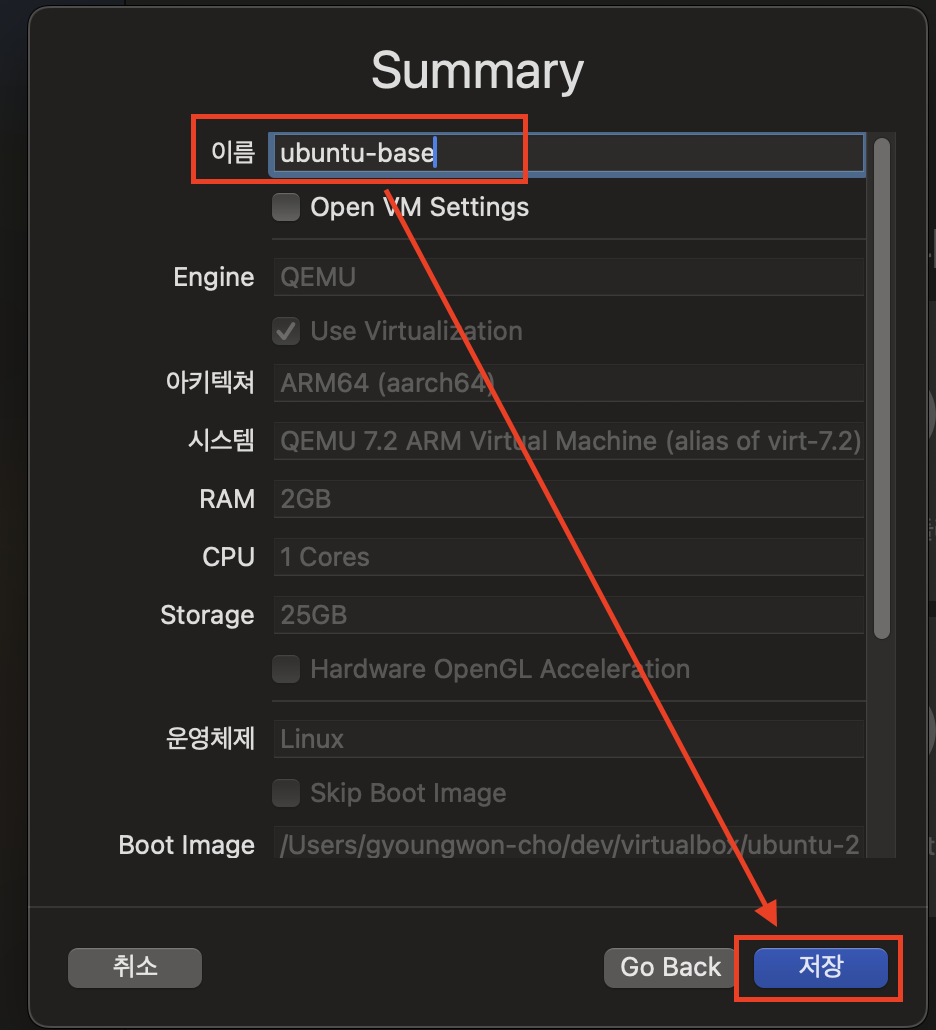 Summary
이름 ubuntu-base
Open VM Settings
Engine QEMU
Use Virtualization
아키텍쳐 ARM64 (aarch64)
시스템 QEMU 7.2 ARM Virtual Machine (alias of virt-7.2)
RAM 2GB
CPU 1 Cores
Storage 25GB
Hardware OpenGL Acceleration
운영체제 Linux
Skip Boot Image
Boot Image /Users/gyoungwon-cho/dev/virtualbox/ubuntu-2
취소 Go Back 저장